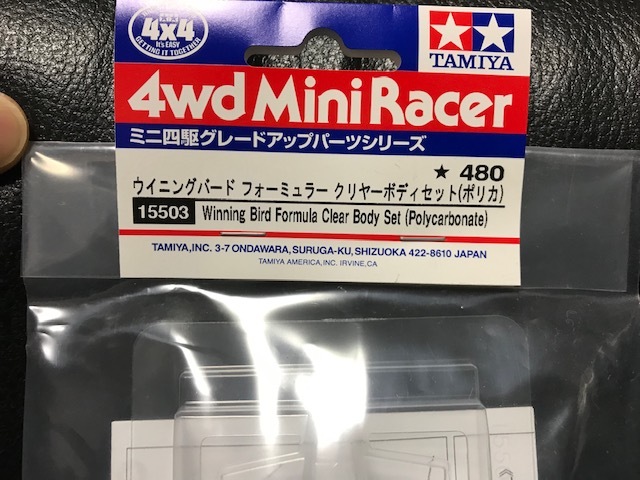 4x4
It's EASY
GETTING IT TOGETHER!
TAMIYA
4wd Mini Racer
ミニ四駆グレードアップパーツシリーズ
★ 480
ウイニングバード フォーミュラー クリヤーボディセット(ポリカ)
15503 Winning Bird Formula Clear Body Set (Polycarbonate)
TAMIYA,INC. 3-7 ONDAWARA,SURUGA-KU,SHIZUOKA 422-8610 JAPAN
TAMIYA AMERICA,INC. IRVINE,CA